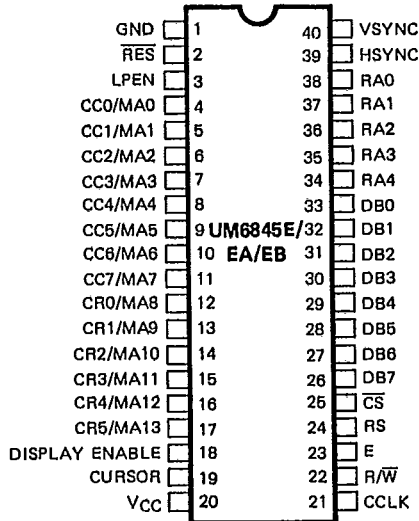 GND 1 40 VSYNC
RES 2 39 HSYNC
LPEN 3 38 RA0
CC0/MA0 4 37 RA1
CC1/MA1 5 36 RA2
CC2/MA2 6 35 RA3
CC3/MA3 7 34 RA4
CC4/MA4 8 33 DB0
CC5/MA5 9 UM6845E/ 32 DB1
CC6/MA6 10 EA/EB 31 DB2
CC7/MA7 11 30 DB3
CR0/MA8 12 29 DB4
CR1/MA9 13 28 DB5
CR2/MA10 14 27 DB6
CR3/MA11 15 26 DB7
CR4/MA12 16 25 CS
CR5/MA13 17 24 RS
DISPLAY ENABLE 18 23 E
CURSOR 19 22 R/W
VCC 20 21 CCLK